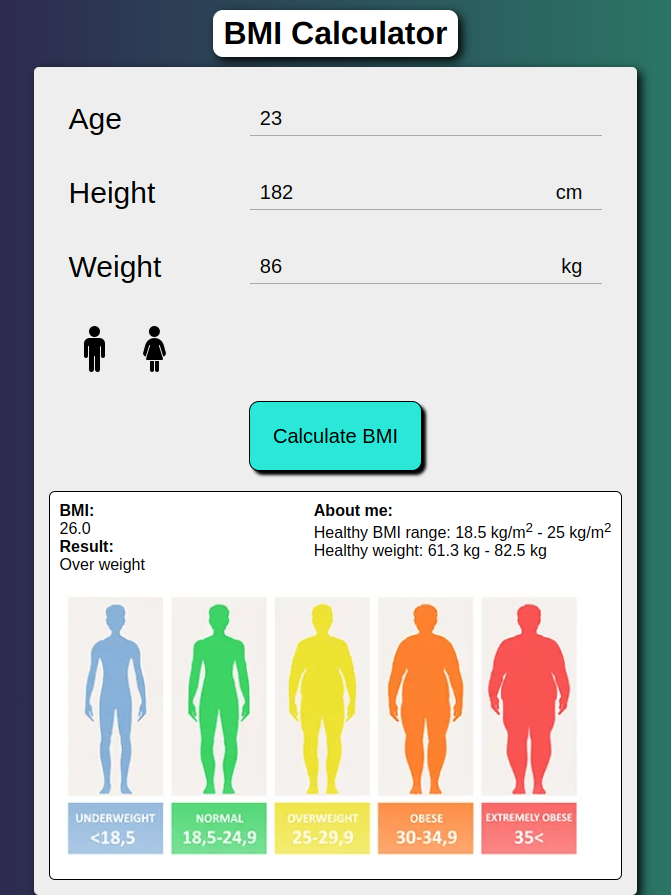 BMI Calculator
Age
23
Height
182
cm
Weight
86
kg
Calculate BMI
BMI:
26.0
Result:
Over weight
About me:
Healthy BMI range: 18.5 kg/m2 - 25 kg/m2
Healthy weight: 61.3 kg - 82.5 kg
UNDERWEIGHT
<18,5
NORMAL
18,5-24,9
OVERWEIGHT
25-29,9
OBESE
30-34,9
EXTREMELY OBESE
35<